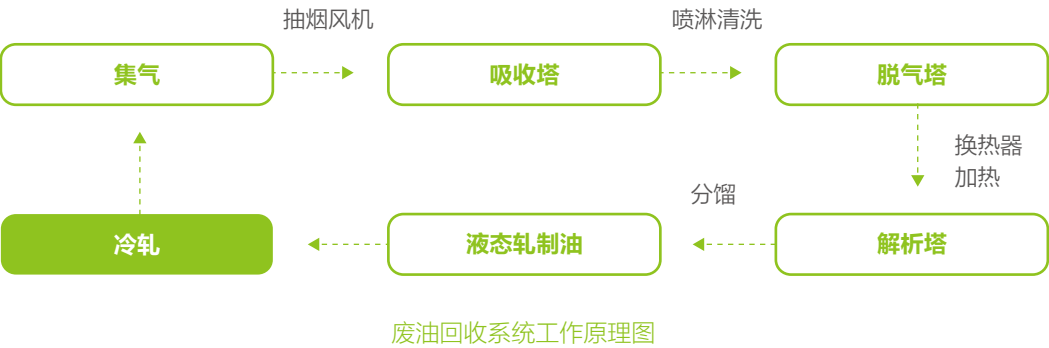 抽烟风机
喷淋清洗
集气
吸收塔
脱气塔
换热器
加热
分馏
冷轧
液态轧制油
解析塔
废油回收系统工作原理图